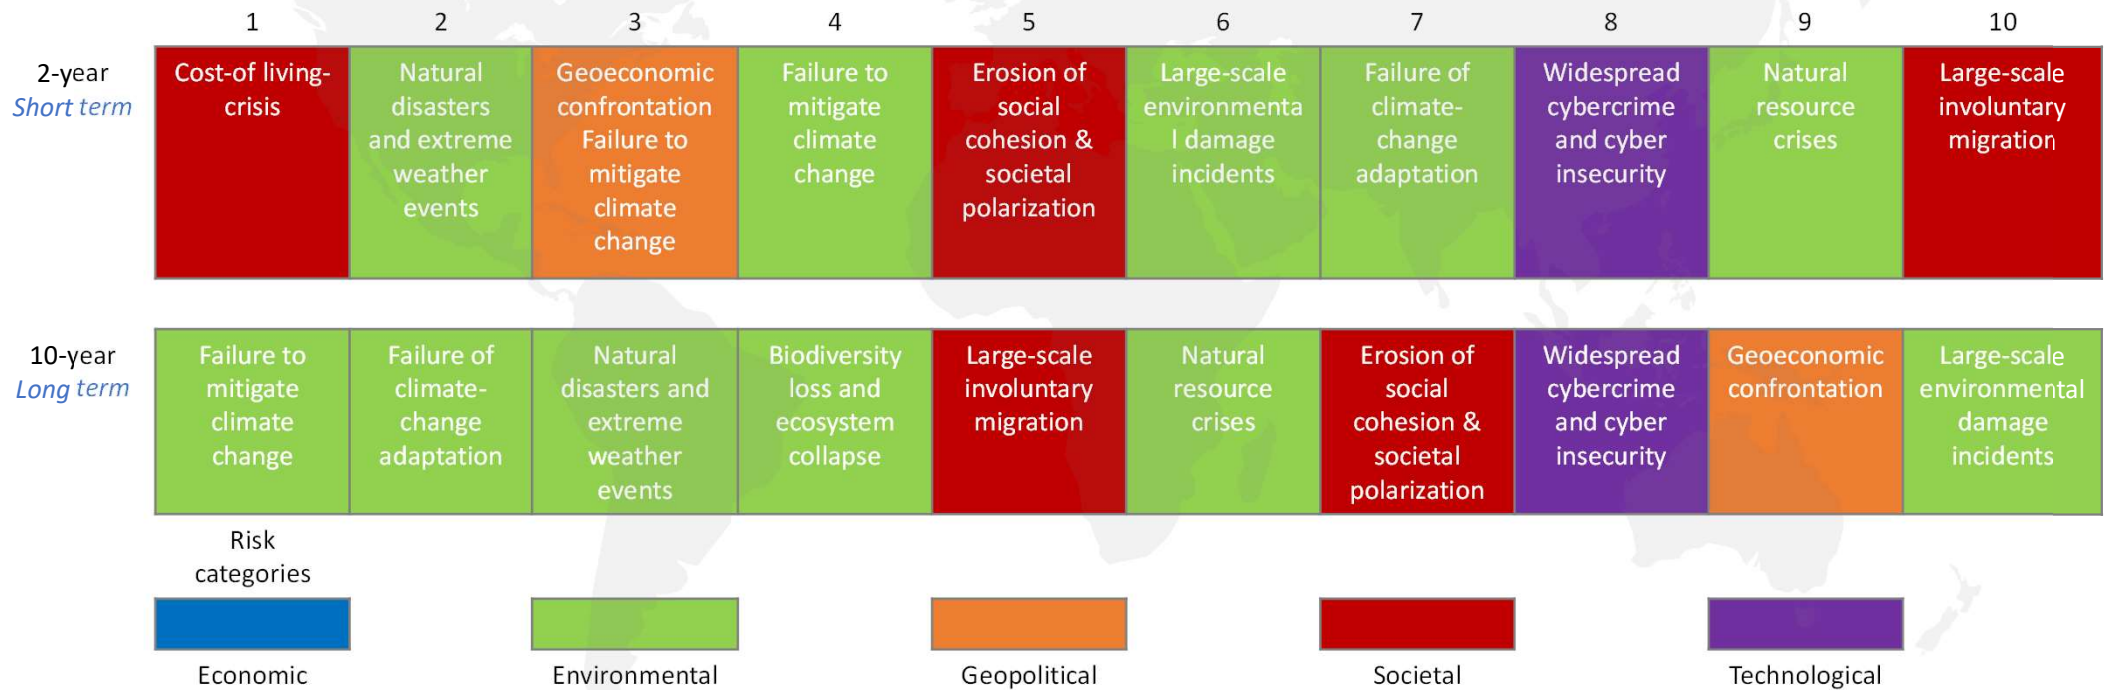 1 2 3 4 5 6 7 8 9 10
2-year
Short term
Cost-of living-
crisis
Natural
disasters
and extreme
weather
events
Geoeconomic
confrontation
Failure to
mitigate
climate
change
Failure to
mitigate
climate
change
Erosion of
social
cohesion &
societal
polarization
Large-scale
environmenta
l damage
incidents
Failure of
climate-
change
adaptation
Widespread
cybercrime
and cyber
insecurity
Natural
resource
crises
Large-scale
involuntary
migration
10-year
Long term
Failure to
mitigate
climate
change
Failure of
climate-
change
adaptation
Natural
disasters and
extreme
weather
events
Biodiversity
loss and
ecosystem
collapse
Large-scale
involuntary
migration
Natural
resource
crises
Erosion of
social
cohesion &
societal
polarization
Widespread
cybercrime
and cyber
insecurity
Geoeconomic
confrontation
Large-scale
environmental
damage
incidents
Risk
categories
Economic
Environmental
Geopolitical
Societal
Technological